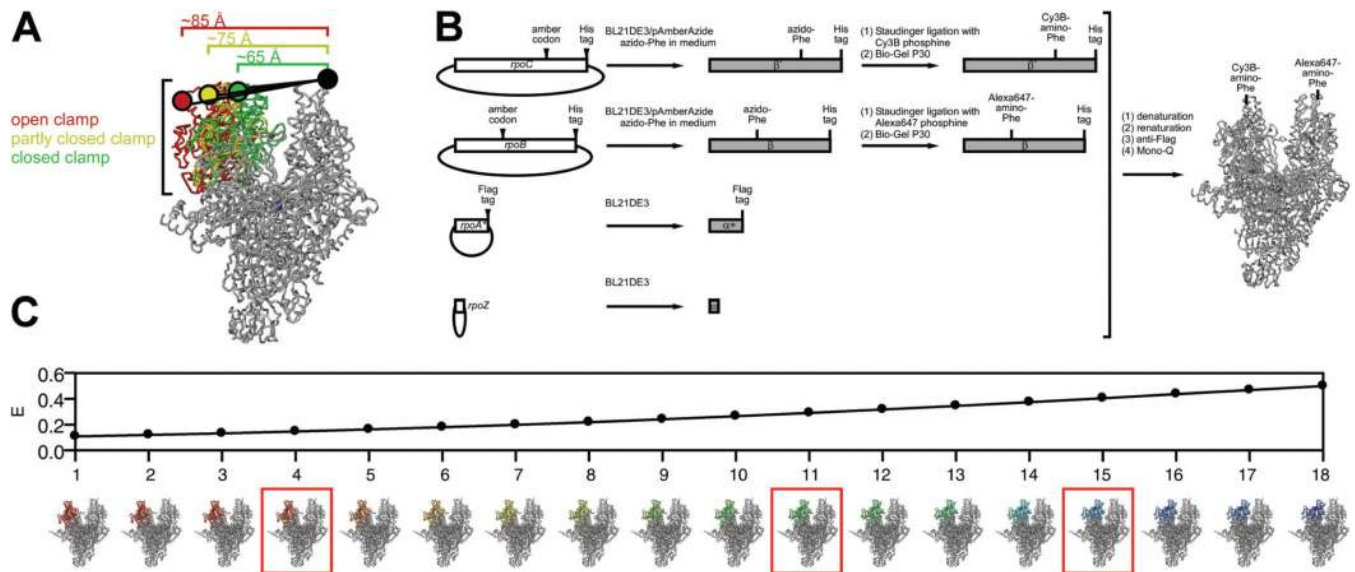 A
~85 Å
~75 Å
~65 Å
open clamp
partly closed clamp
closed clamp
B
amber
codon
His
tag
rpoC
BL21DE3/pAmberAzide
azido-Phe in medium
azido-
Phe
His
tag
β'
(1) Staudinger ligation with
Cy3B phosphine
(2) Bio-Gel P30
Cy3B-
amino-
Phe
His
tag
β'
amber
codon
His
tag
rpoB
BL21DE3/pAmberAzide
azido-Phe in medium
azido-
Phe
His
tag
β
(1) Staudinger ligation with
Alexa647 phosphine
(2) Bio-Gel P30
Alexa647-
amino-
Phe
His
tag
β
Flag
tag
rpoA*
BL21DE3
Flag
tag
α*
rpoZ
BL21DE3
(1) denaturation
(2) renaturation
(3) anti-Flag
(4) Mono-Q
Cy3B-
amino-
Phe
Alexa647-
amino-
Phe
C
E
0.6
0.4
0.2
0.0
1 2 3 4 5 6 7 8 9 10 11 12 13 14 15 16 17 18